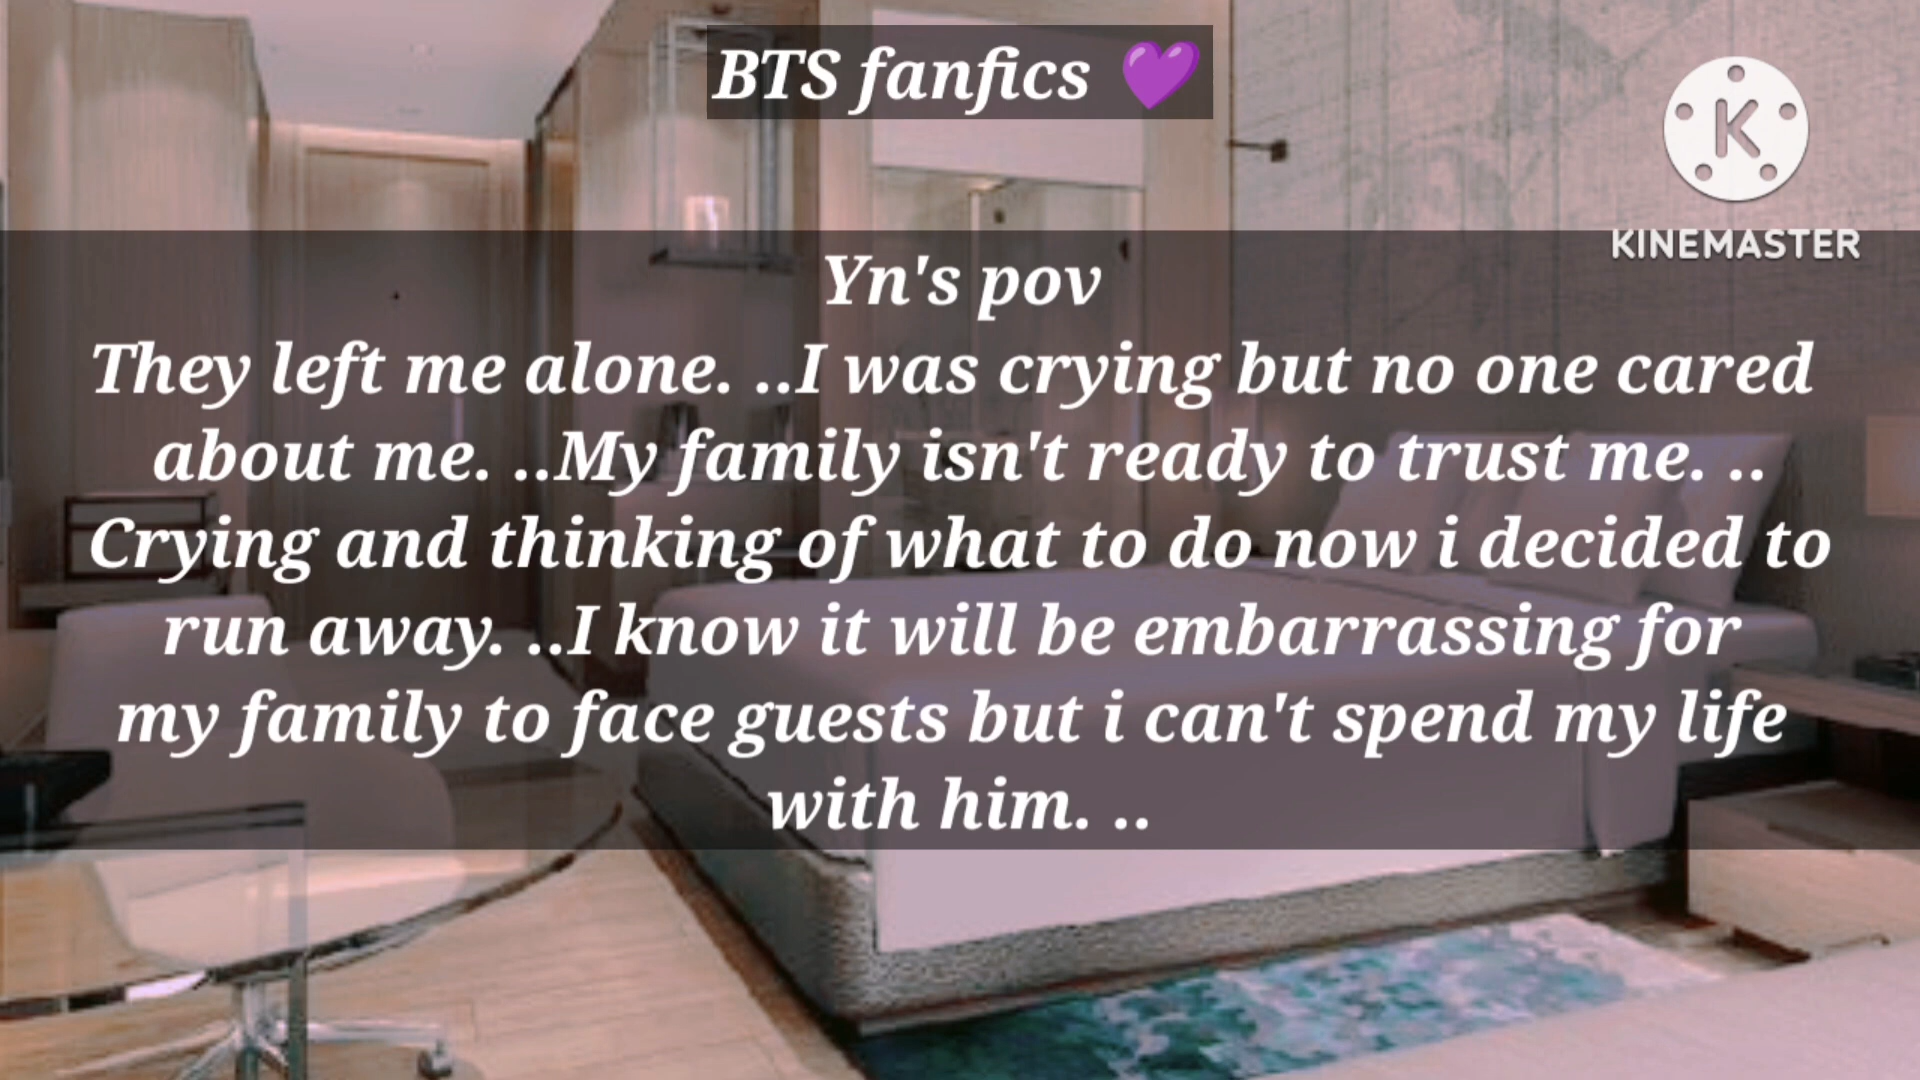 BTS fanfics 💜
KINEMASTER
Yn's pov
They left me alone. ..I was crying but no one cared
about me. ..My family isn't ready to trust me. ..
Crying and thinking of what to do now i decided to
run away. ..I know it will be embarrassing for
my family to face guests but i can't spend my life
with him. ..